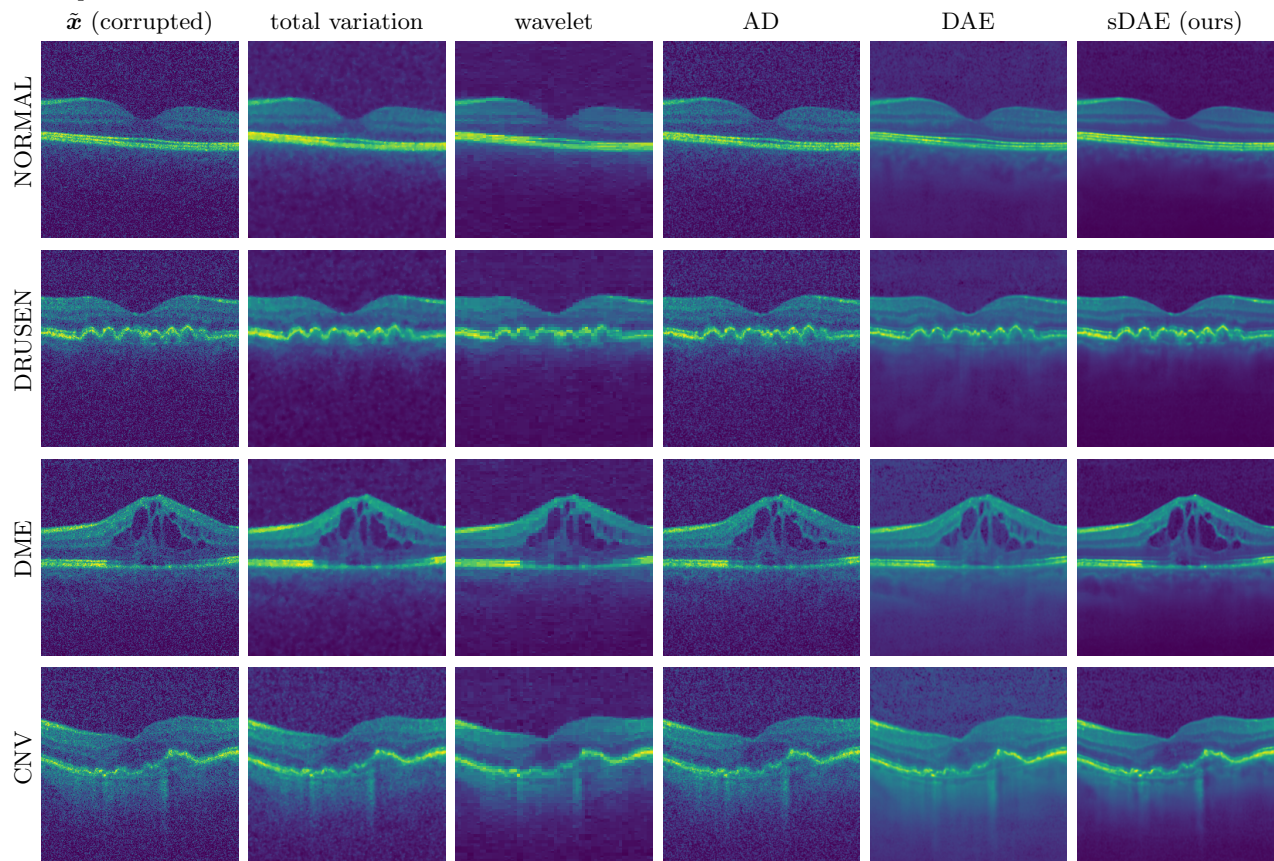 x̃ (corrupted) total variation wavelet AD DAE sDAE (ours)
NORMAL
DRUSEN
DME
CNV